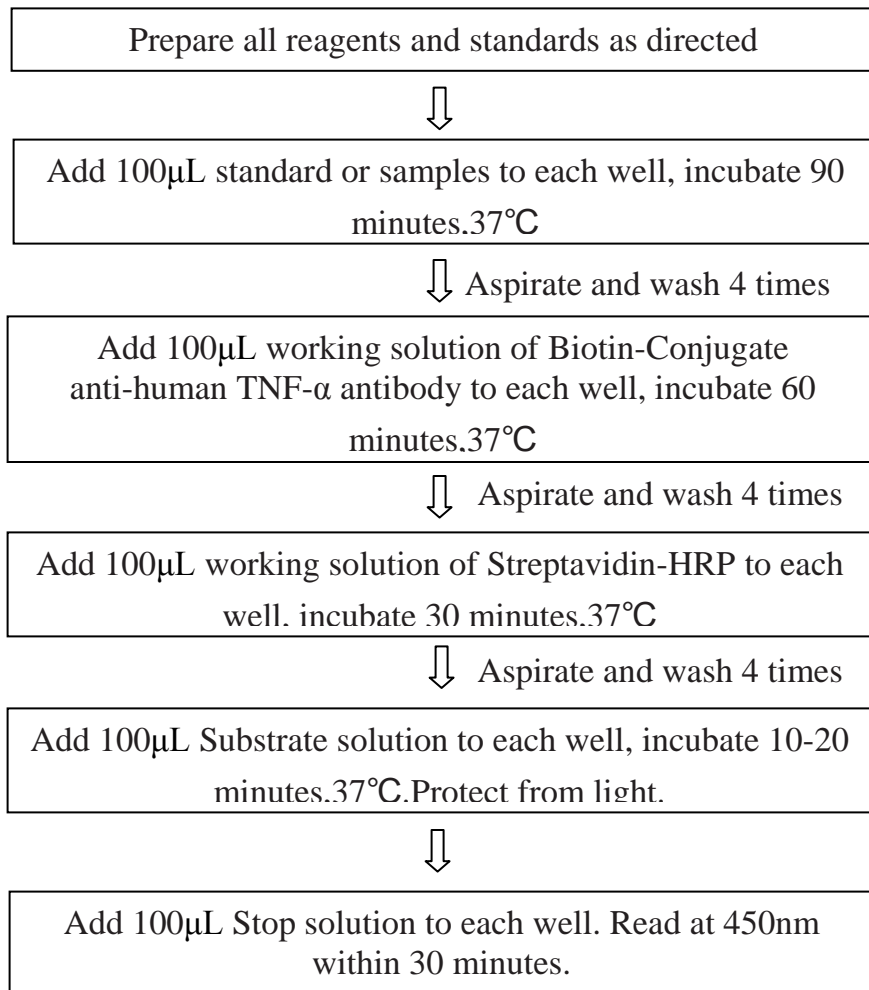 Prepare all reagents and standards as directed
Add 100μL standard or samples to each well, incubate 90
minutes,37℃
Aspirate and wash 4 times
Add 100μL working solution of Biotin-Conjugate
anti-human TNF-α antibody to each well, incubate 60
minutes,37℃
Aspirate and wash 4 times
Add 100μL working solution of Streptavidin-HRP to each
well, incubate 30 minutes,37℃
Aspirate and wash 4 times
Add 100μL Substrate solution to each well, incubate 10-20
minutes,37℃.Protect from light.
Add 100μL Stop solution to each well. Read at 450nm
within 30 minutes.